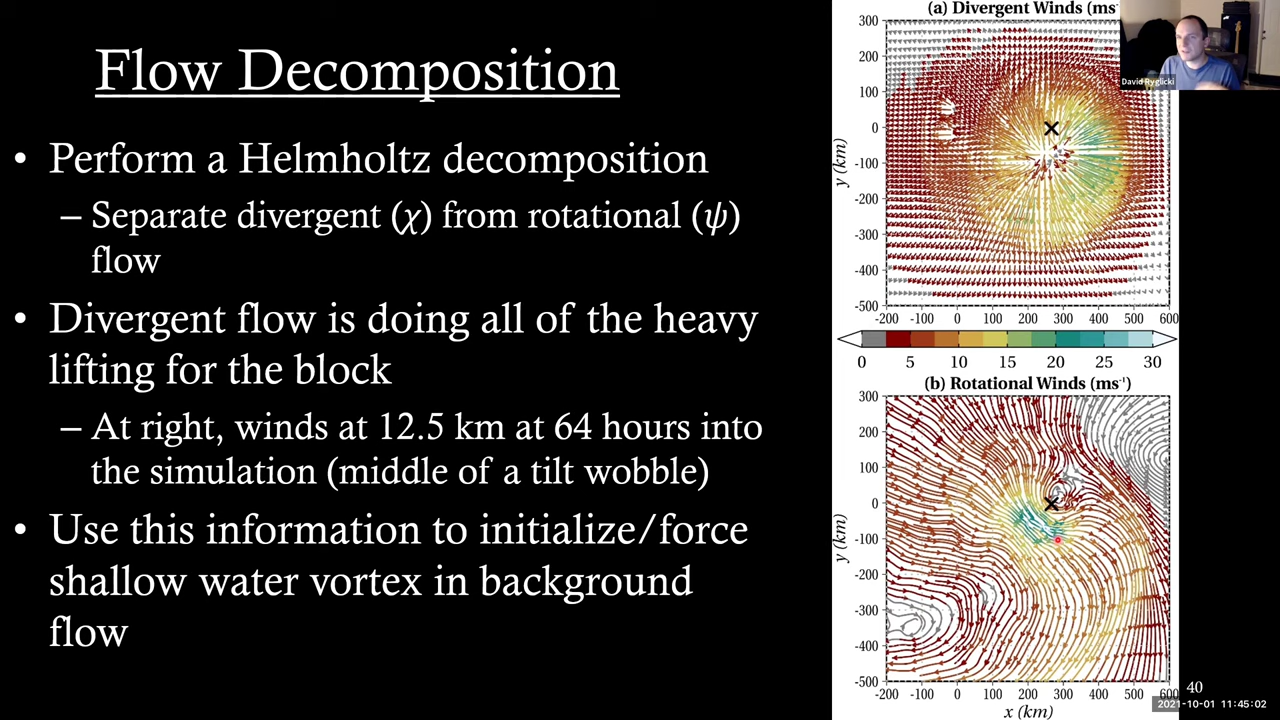 Flow Decomposition
• Perform a Helmholtz decomposition
– Separate divergent (χ) from rotational (ψ)
flow
• Divergent flow is doing all of the heavy
lifting for the block
– At right, winds at 12.5 km at 64 hours into
the simulation (middle of a tilt wobble)
• Use this information to initialize/force
shallow water vortex in background
flow
(a) Divergent Winds (ms
300
200
100
0
-100
-200
-300
-400
-500
y (km)
-200 -100 0 100 200 300 400 500 600
0 5 10 15 20 25 30
(b) Rotational Winds (ms⁻¹)
300
200
100
0
-100
-200
-300
-400
-500
y (km)
-200 -100 0 100 200 300 400 500 600
x (km)
David Ryglicki
40
2021-10-01 11:45:02